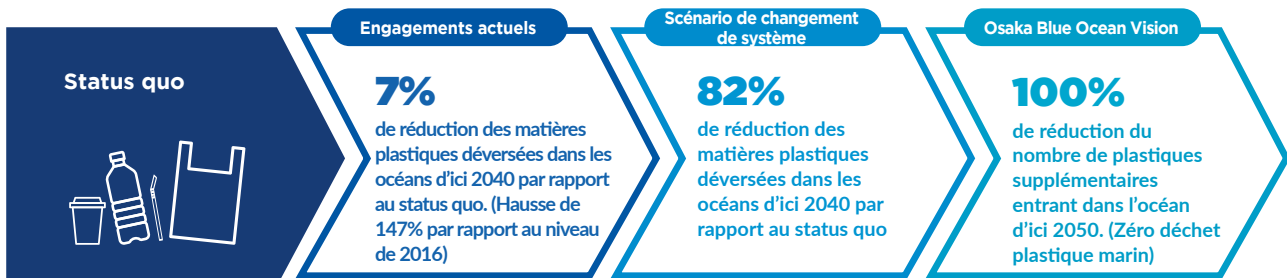 Status quo
Engagements actuels
7%
de réduction des matières
plastiques déversées dans les
océans d'ici 2040 par rapport
au status quo. (Hausse de
147% par rapport au niveau
de 2016)
Scénario de changement
de système
82%
de réduction des
matières plastiques
déversées dans les
océans d'ici 2040 par
rapport au status quo
Osaka Blue Ocean Vision
100%
de réduction du
nombre de plastiques
supplémentaires
entrant dans l'océan
d'ici 2050. (Zéro déchet
plastique marin)